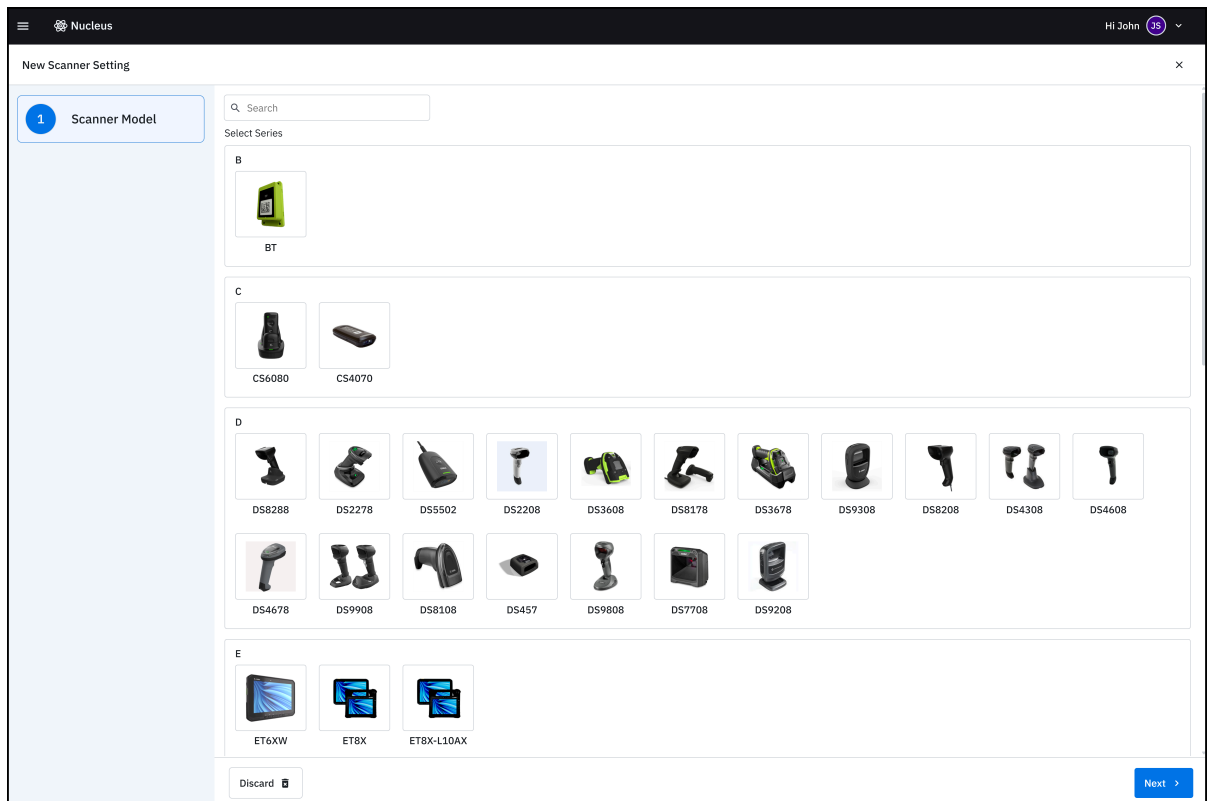 Nucleus
Hi John JS
New Scanner Setting
1 Scanner Model
Search
Select Series
B
BT
C
CS6080 CS4070
D
DS8288 DS2278 DS5502 DS2208 DS3608 DS8178 DS3678 DS9308 DS8208 DS4308 DS4608
DS4678 DS9908 DS8108 DS457 DS9808 DS7708 DS9208
E
ET6XW ET8X ET8X-L10AX
Discard
Next